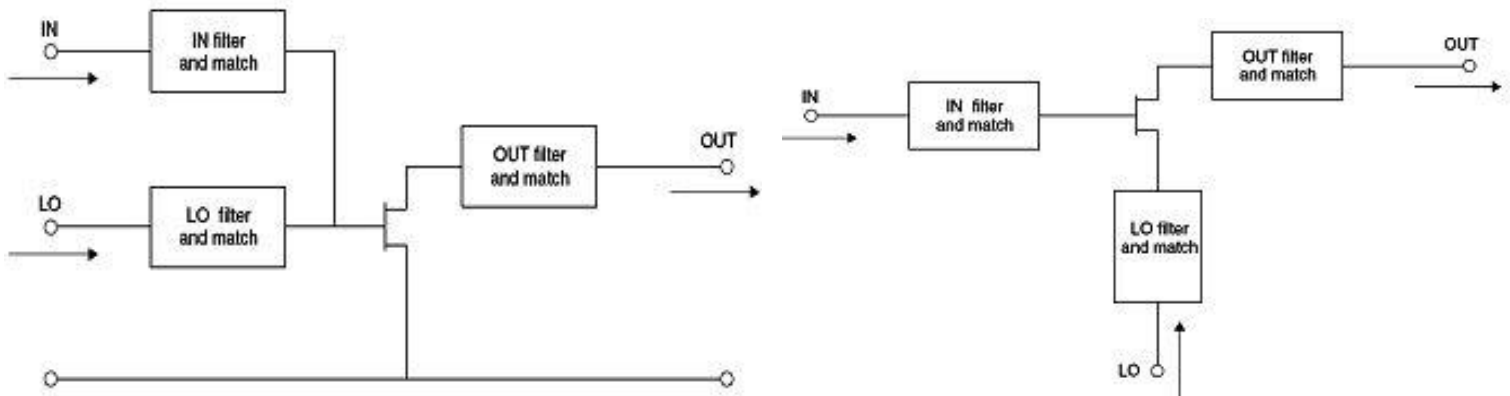 IN
IN filter
and match
LO
LO filter
and match
OUT filter
and match
OUT
IN
IN filter
and match
OUT filter
and match
OUT
LO filter
and match
LO